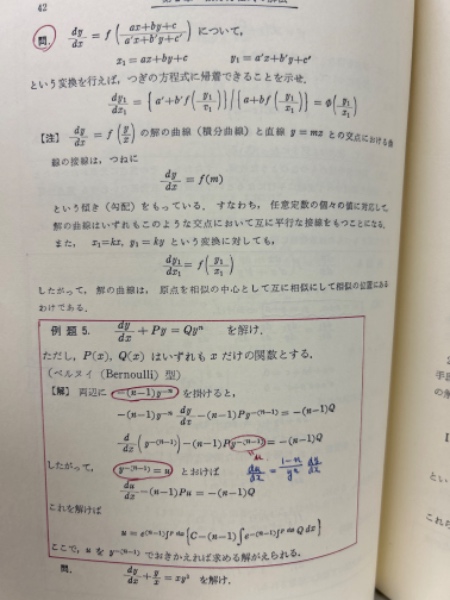 42
問. dy/dx = f( (ax+by+c)/(a'x+b'y+c') ) について,
x₁=ax+by+c  y₁=a'x+b'y+c'
という変換を行えば, つぎの方程式に帰着できることを示せ.
dy₁/dx₁ = {a'+b'f(y₁/x₁)}/{a+bf(y₁/x₁)} = Φ(y₁/x₁)
【注】 dy/dx = f(y/x) の解の曲線(積分曲線)と直線 y=mx との交点における
線の接線は, つねに
dy/dx = f(m)
という傾き(勾配)をもっている. すなわち, 任意定数の個々の値に対応して,
解の曲線はいずれもこのような交点において互に平行な接線をもつことになる.
また, x₁=kx, y₁=ky という変換に対しても,
dy₁/dx₁ = f(y₁/x₁)
したがって, 解の曲線は, 原点を相似の中心として互に相似にして相似の位置にある
わけである.
例題 5. dy/dx + Py = Qyⁿ を解け.
ただし, P(x), Q(x) はいずれも x だけの関数とする.
(ベルヌイ (Bernoulli) 型)
【解】 両辺に −(n−1)y⁻ⁿ を掛けると,
−(n−1)y⁻ⁿ dy/dx −(n−1)Py^{−(n−1)} = −(n−1)Q
d/dx (y^{−(n−1)}) −(n−1)Py^{−(n−1)} = −(n−1)Q
u
したがって, y^{−(n−1)} = u とおけば du/dx = (1−n)/yⁿ dy/dx
du/dx −(n−1)Pu = −(n−1)Q
これを解けば
u = e^{(n−1)∫P dx} {C−(n−1)∫e^{−(n−1)∫P dx} Q dx}
ここで, u を y^{−(n−1)} でおきかえれば求める解がえられる.
問. dy/dx + y/x = xy³ を解け.